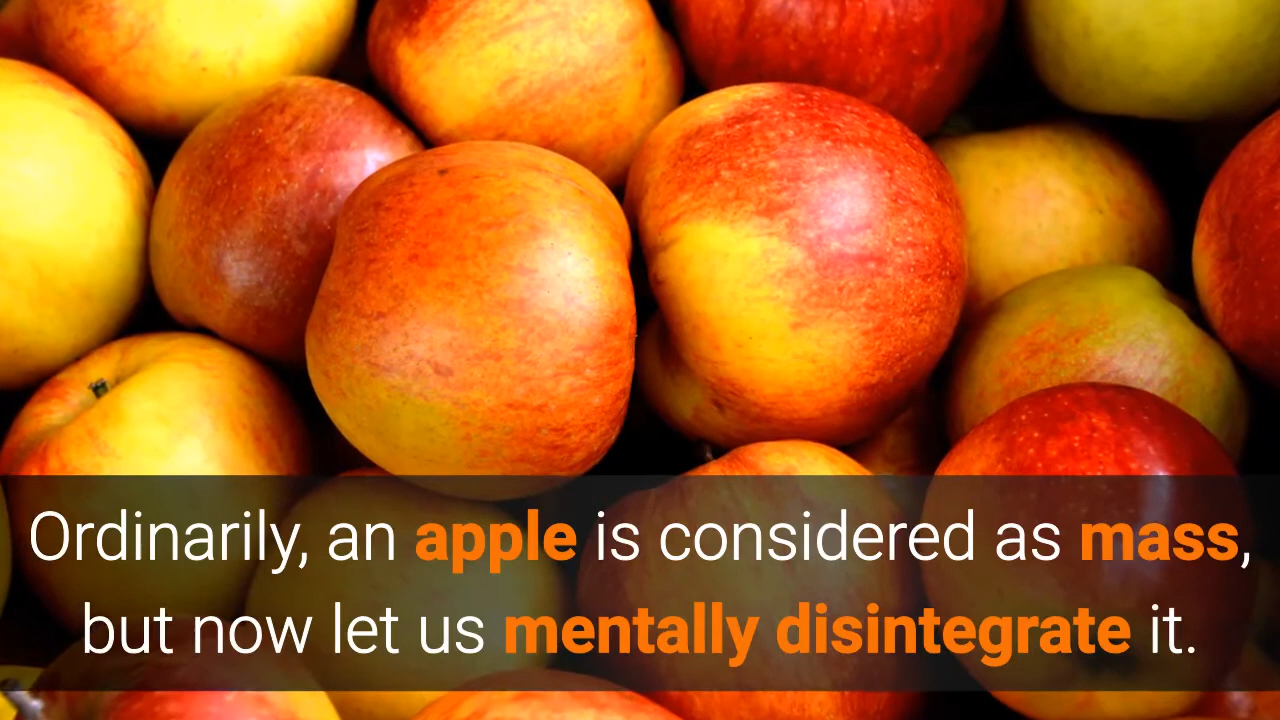 Ordinarily, an apple is considered as mass,
but now let us mentally disintegrate it.